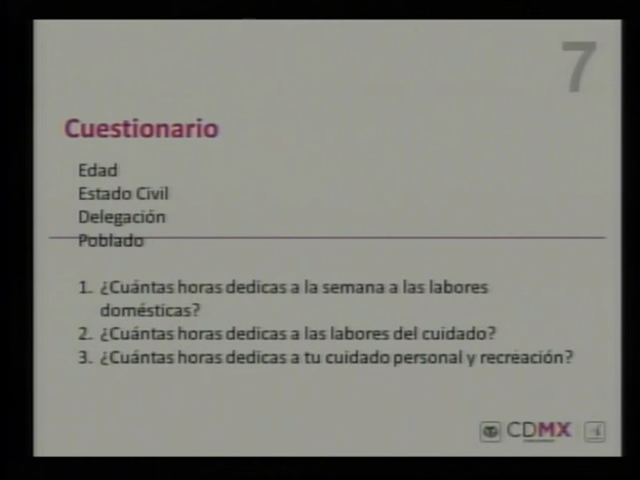 7
Cuestionario
Edad
Estado Civil
Delegación
Poblado
1. ¿Cuántas horas dedicas a la semana a las labores
domésticas?
2. ¿Cuántas horas dedicas a las labores del cuidado?
3. ¿Cuántas horas dedicas a tu cuidado personal y recreación?
CDMX